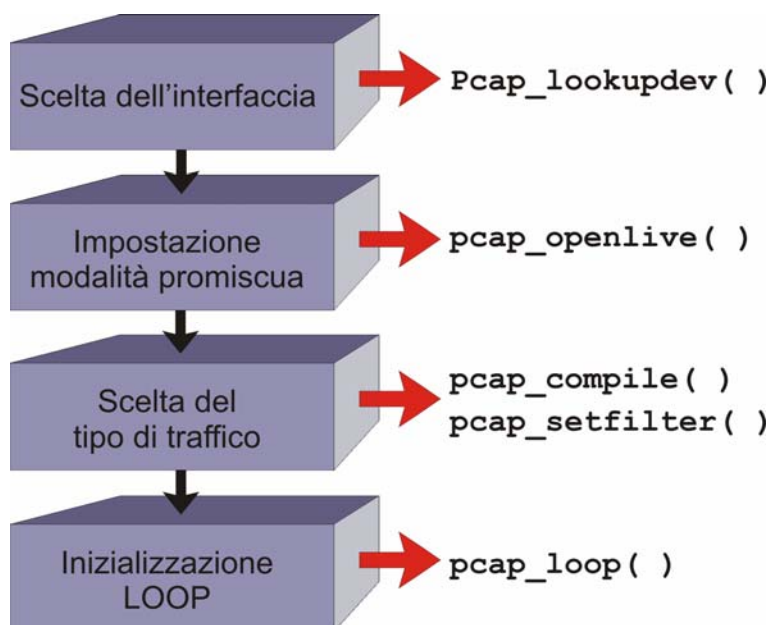 Scelta dell'interfaccia
Pcap_lookupdev( )
Impostazione
modalità promiscua
pcap_openlive( )
Scelta del
tipo di traffico
pcap_compile( )
pcap_setfilter( )
Inizializzazione
LOOP
pcap_loop( )